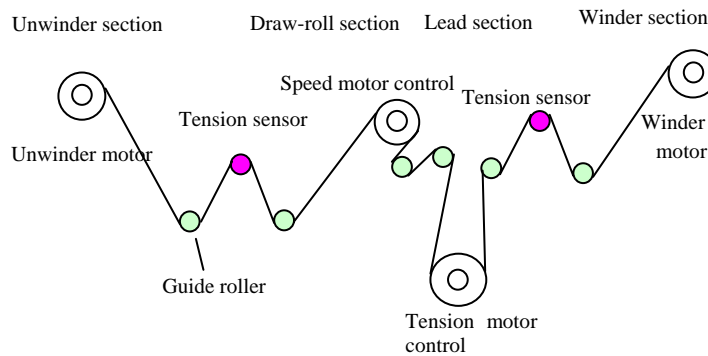 Unwinder section
Draw-roll section
Lead section
Winder section
Speed motor control
Tension sensor
Tension sensor
Unwinder motor
Winder
motor
Guide roller
Tension motor
control